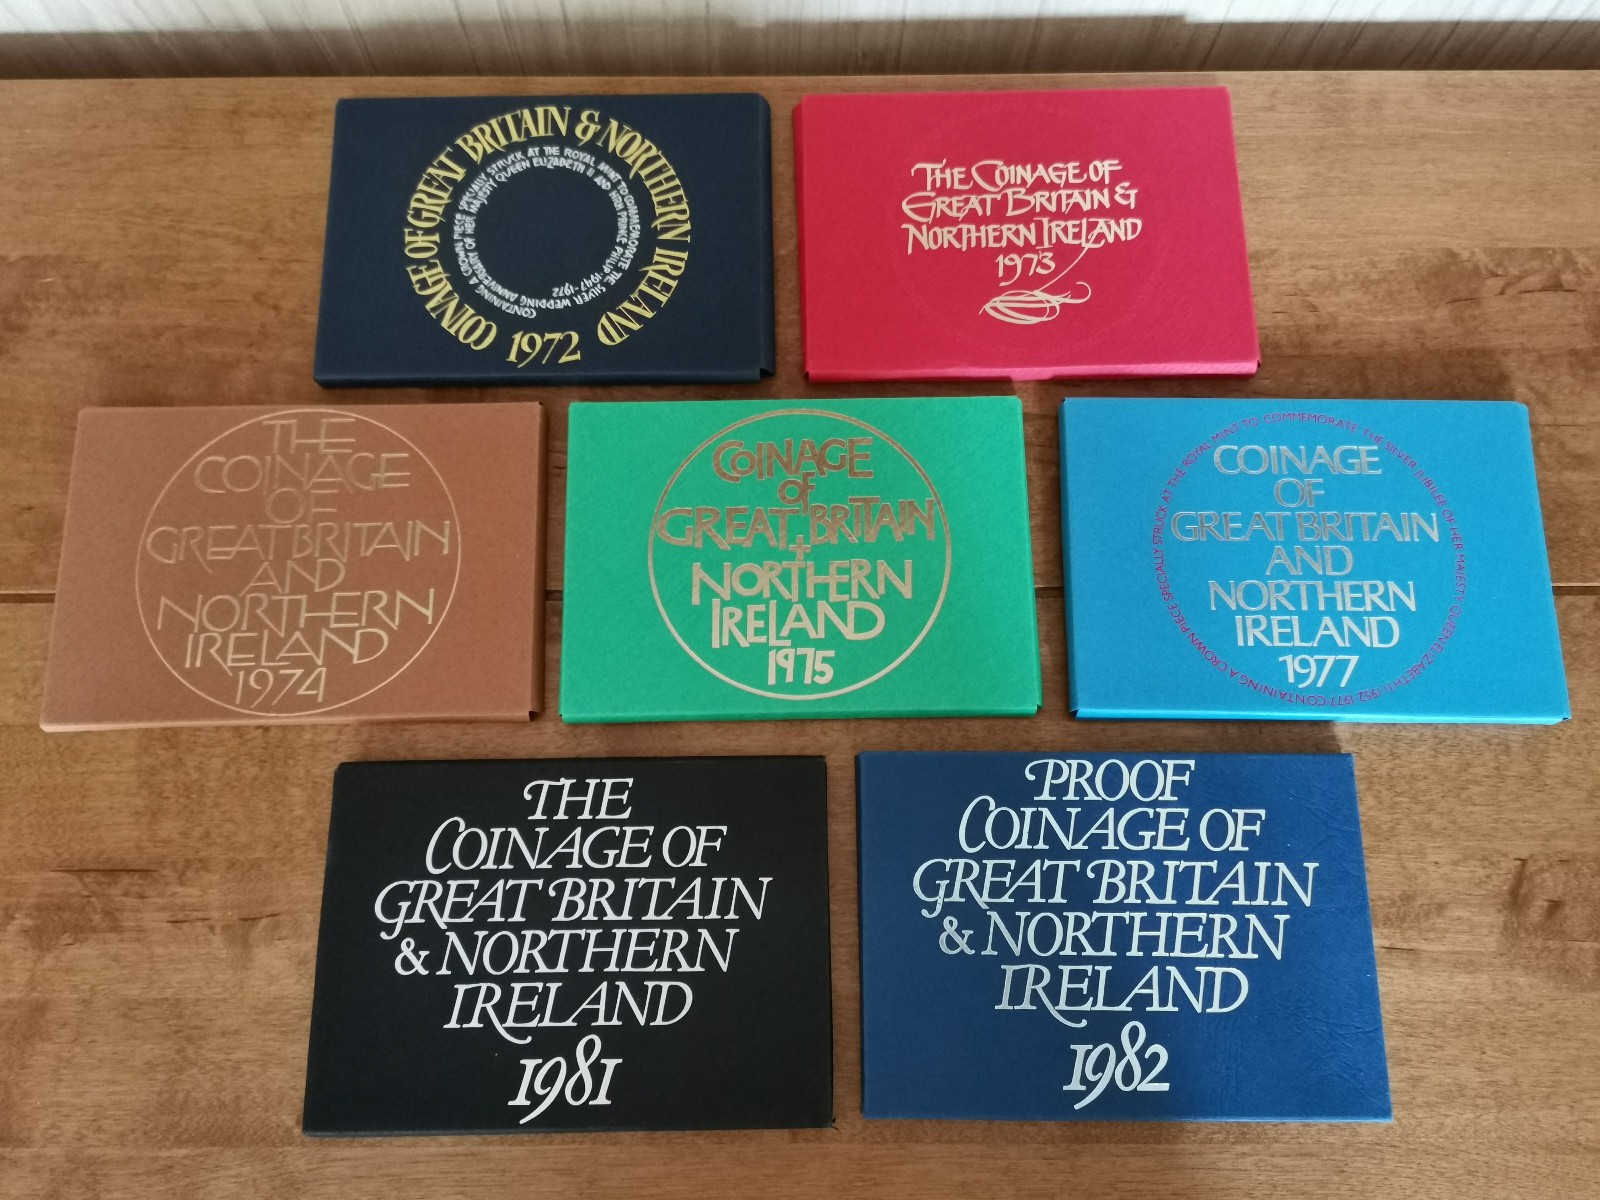 COINAGE OF GREAT BRITAIN & NORTHERN IRELAND
1972
CONTAINING A CROWN PIECE SPECIALLY STRUCK AT THE ROYAL MINT TO COMMEMORATE THE SILVER WEDDING ANNIVERSARY OF HER MAJESTY QUEEN ELIZABETH II AND HRH PRINCE PHILIP 1947-1972
THE COINAGE OF
GREAT BRITAIN &
NORTHERN IRELAND
1973
THE
COINAGE
OF
GREAT BRITAIN
AND
NORTHERN
IRELAND
1974
COINAGE
OF
GREAT BRITAIN
+
NORTHERN
IRELAND
1975
COINAGE
OF
GREAT BRITAIN
AND
NORTHERN
IRELAND
1977
CONTAINING A CROWN PIECE SPECIALLY STRUCK AT THE ROYAL MINT TO COMMEMORATE THE SILVER JUBILEE OF HER MAJESTY QUEEN ELIZABETH II 1952 1977
THE
COINAGE OF
GREAT BRITAIN
& NORTHERN
IRELAND
1981
PROOF
COINAGE OF
GREAT BRITAIN
& NORTHERN
IRELAND
1982